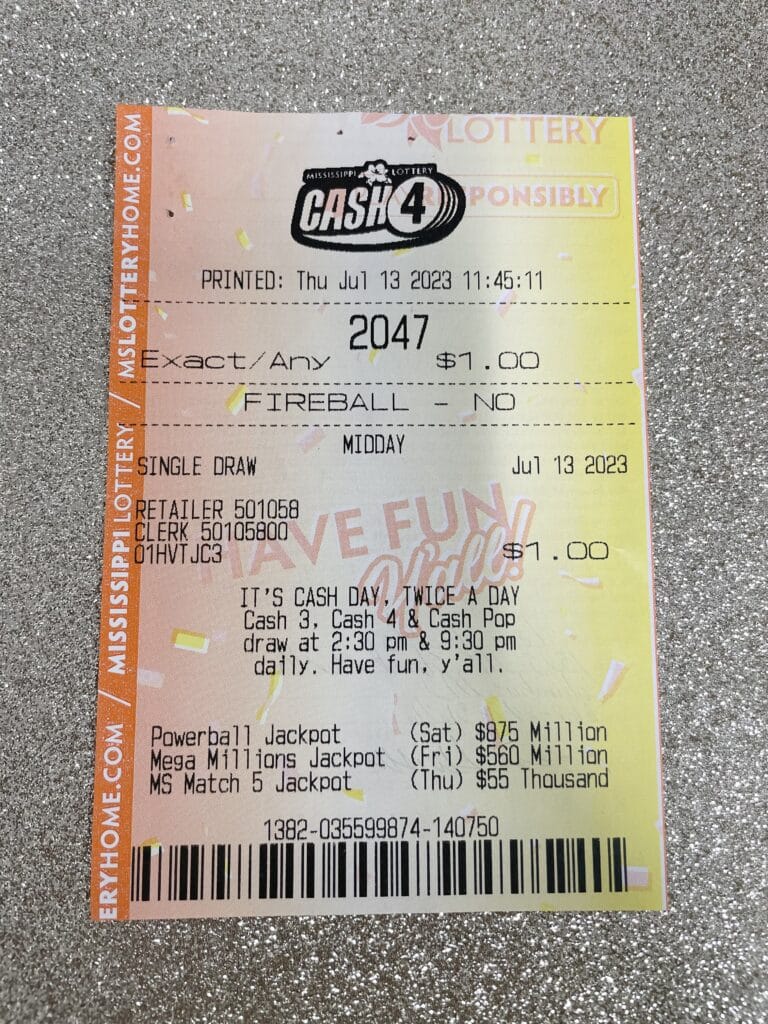 LOTTERY
RESPONSIBLY
MISSISSIPPI LOTTERY
CASH 4
PRINTED: Thu Jul 13 2023 11:45:11
2047
Exact/Any $1.00
FIREBALL - NO
MIDDAY
SINGLE DRAW Jul 13 2023
RETAILER 501058
CLERK 50105800
01HVTJC3 $1.00
HAVE FUN
Y'all!
IT'S CASH DAY, TWICE A DAY
Cash 3, Cash 4 & Cash Pop
draw at 2:30 pm & 9:30 pm
daily. Have fun, y'all.
Powerball Jackpot (Sat) $875 Million
Mega Millions Jackpot (Fri) $560 Million
MS Match 5 Jackpot (Thu) $55 Thousand
1382-035599874-140750
ERYHOME.COM / MISSISSIPPI LOTTERY / MSLOTTERYHOME.COM